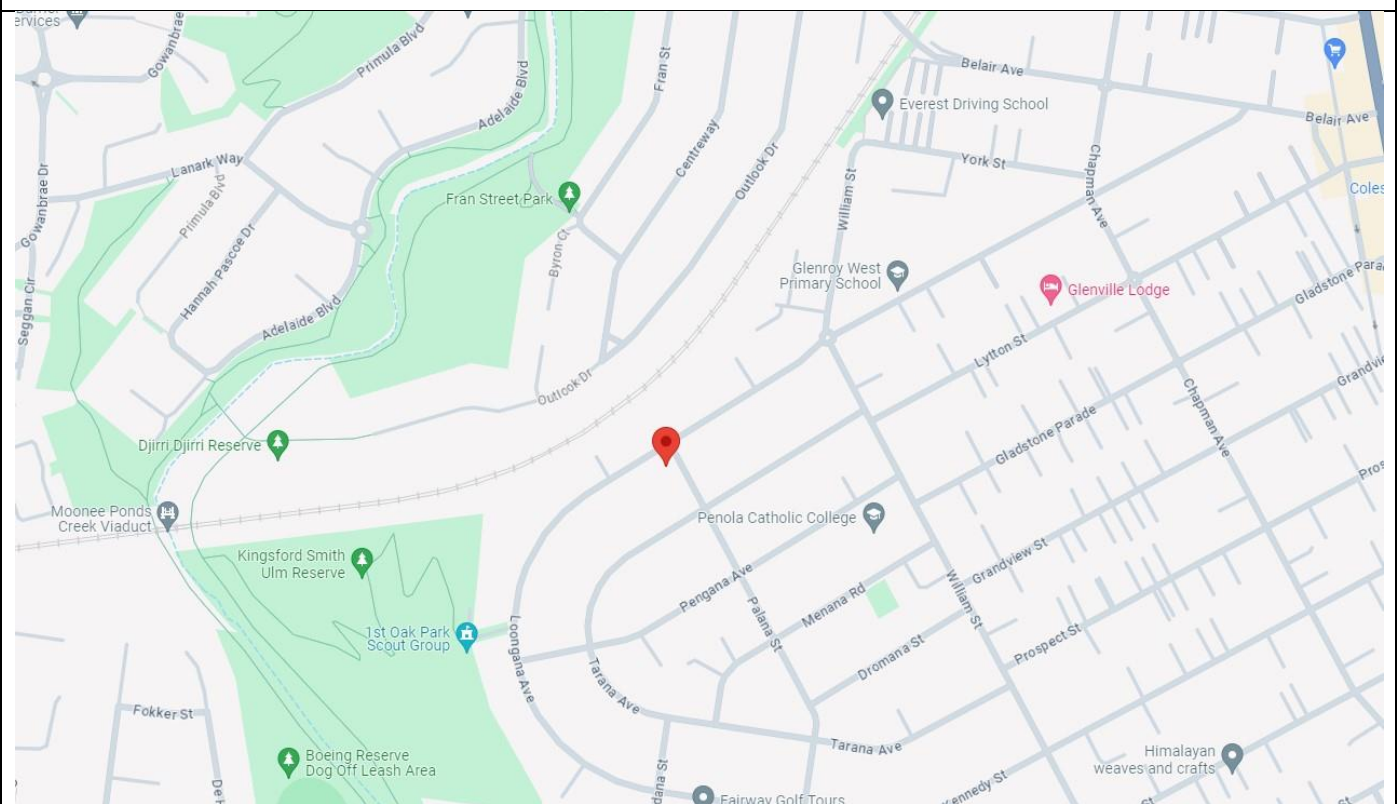 ervices
Gowanbrae
Primula Blvd
Adelaide Blvd
Fran St
Centreway
Outlook Dr
Belair Ave
Everest Driving School
Belair Ave
York St
Chapman Ave
Coles
Gowanbrae Dr
Lanark Way
Primula Blvd
Hannah Pascoe Dr
Fran Street Park
Byron Ct
William St
Glenroy West
Primary School
Glenville Lodge
Gladstone Para
Seggan Cir
Adelaide Blvd
Outlook Dr
Lytton St
Grandvie
Chapman Ave
Gladstone Parade
Djirri Djirri Reserve
Moonee Ponds
Creek Viaduct
Penola Catholic College
Pros
Kingsford Smith
Ulm Reserve
Pengana Ave
Menana Rd
Grandview St
William St
1st Oak Park
Scout Group
Loongana Ave
Palana St
Tarana Ave
Dromana St
Prospect St
Fokker St
Tarana Ave
Boeing Reserve
Dog Off Leash Area
De H
dana St
Fairway Golf Tours
Kennedy St
Himalayan
weaves and crafts